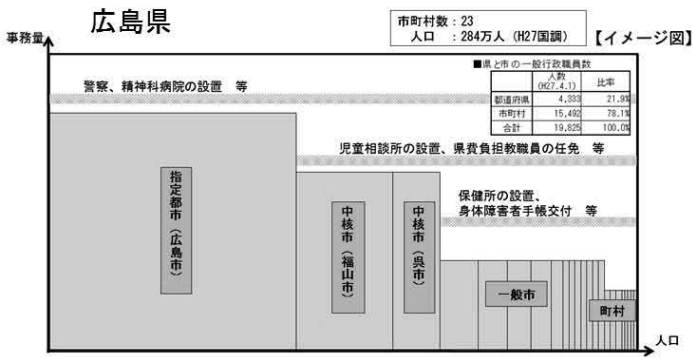 広島県
市町村数：23
人口　：284万人（H27国調）
【イメージ図】
事務量
■県と市の一般行政職員数
人数 (H27.4.1) 比率
都道府県 4,333 21.9%
市町村 15,492 78.1%
合計 19,825 100.0%
警察、精神科病院の設置　等
児童相談所の設置、県費負担教職員の任免　等
保健所の設置、
身体障害者手帳交付　等
指定都市（広島市）
中核市（福山市）
中核市（呉市）
一般市
町村
人口